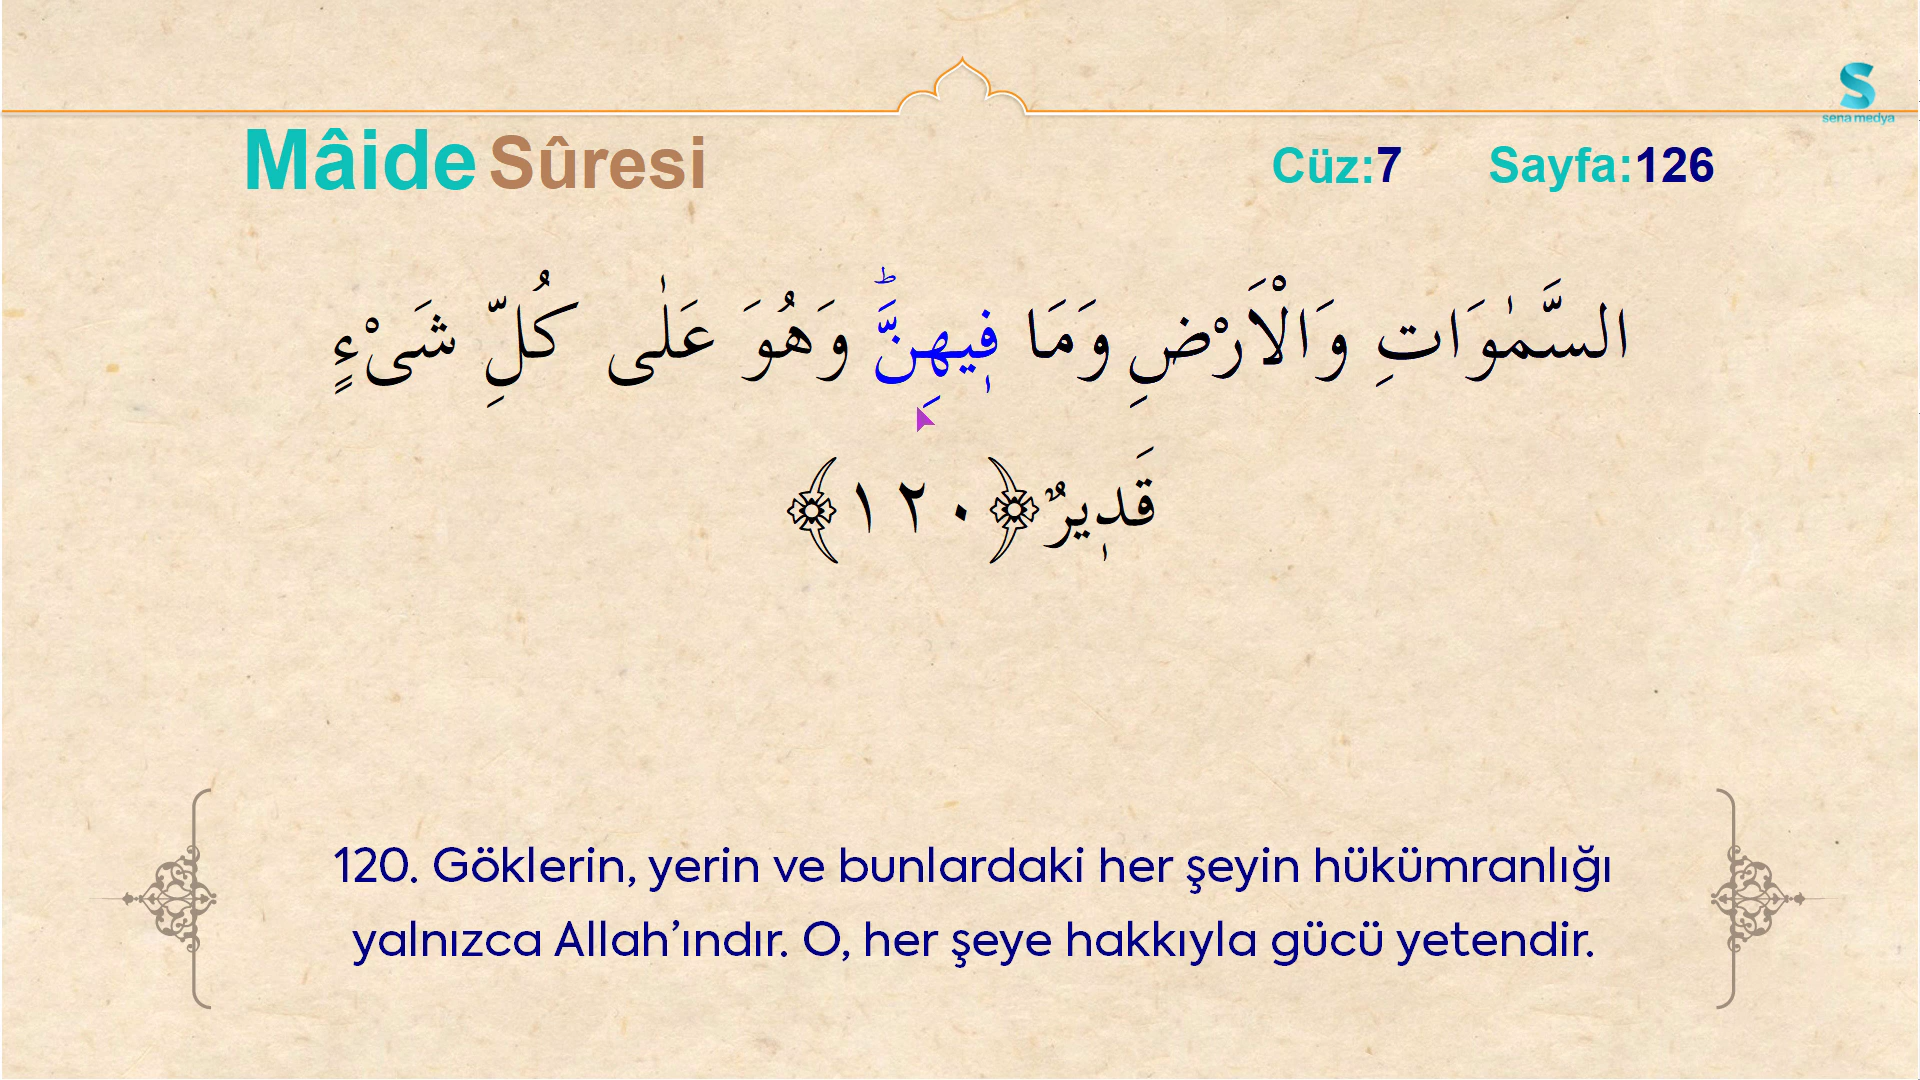 sena medya
Mâide Sûresi Cüz:7 Sayfa:126
السَّمٰوَاتِ وَالْاَرْضِ وَمَا ف۪يهِنَّۜ وَهُوَ عَلٰى كُلِّ شَىْءٍ
قَد۪يرٌ ﴿١٢٠﴾
120. Göklerin, yerin ve bunlardaki her şeyin hükümranlığı
yalnızca Allah’ındır. O, her şeye hakkıyla gücü yetendir.